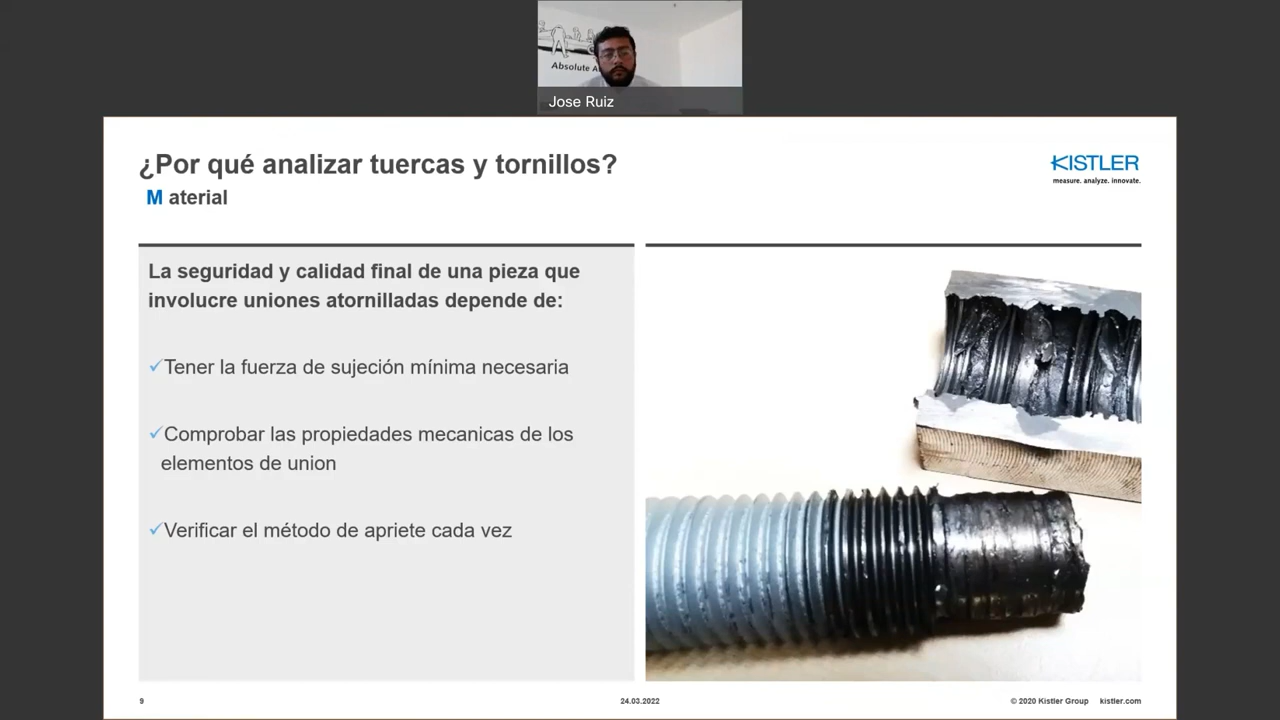 Absolute A
Jose Ruiz
¿Por qué analizar tuercas y tornillos?
M aterial
KISTLER
measure. analyze. innovate.
La seguridad y calidad final de una pieza que
involucre uniones atornilladas depende de:
✓Tener la fuerza de sujeción mínima necesaria
✓Comprobar las propiedades mecanicas de los
elementos de union
✓Verificar el método de apriete cada vez
9
24.03.2022
© 2020 Kistler Group
kistler.com